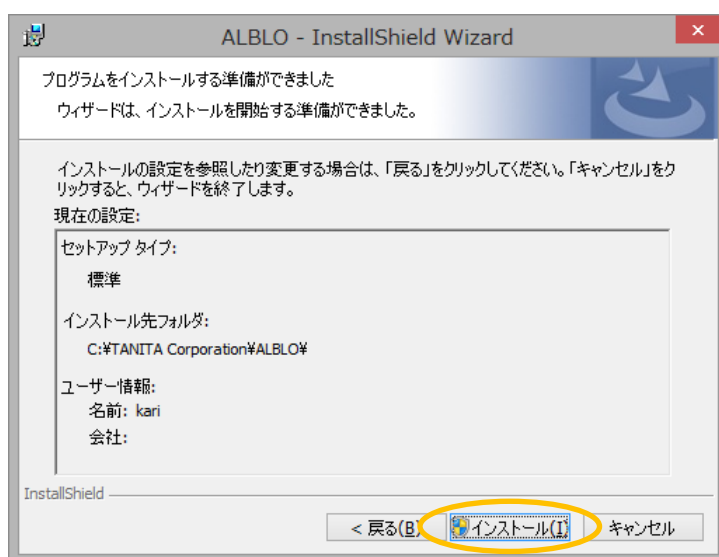 ALBLO - InstallShield Wizard
プログラムをインストールする準備ができました
ウィザードは、インストールを開始する準備ができました。
インストールの設定を参照したり変更する場合は、「戻る」をクリックしてください。「キャンセル」をク
リックすると、ウィザードを終了します。
現在の設定:
セットアップ タイプ:
標準
インストール先フォルダ:
C:¥TANITA Corporation¥ALBLO¥
ユーザー情報:
名前: kari
会社:
InstallShield
< 戻る(B) インストール(I) キャンセル